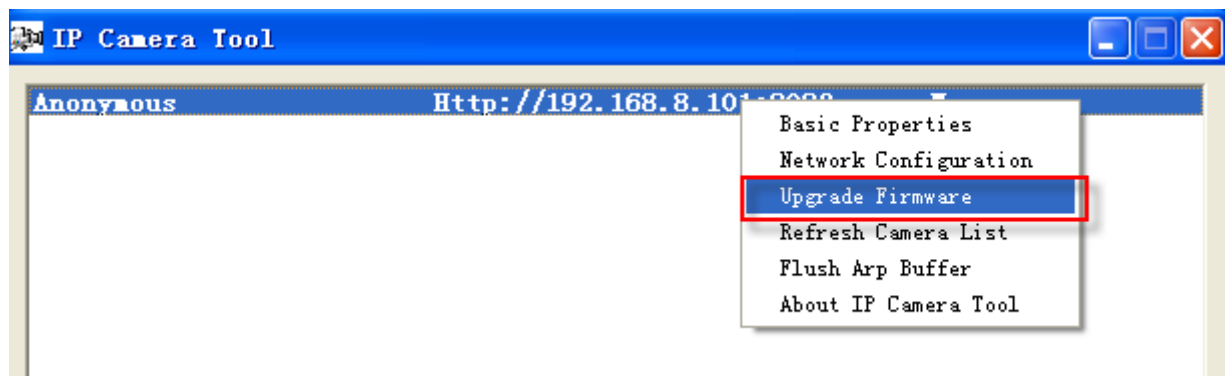 IP Camera Tool
Anonymous Http://192.168.8.101
Basic Properties
Network Configuration
Upgrade Firmware
Refresh Camera List
Flush Arp Buffer
About IP Camera Tool